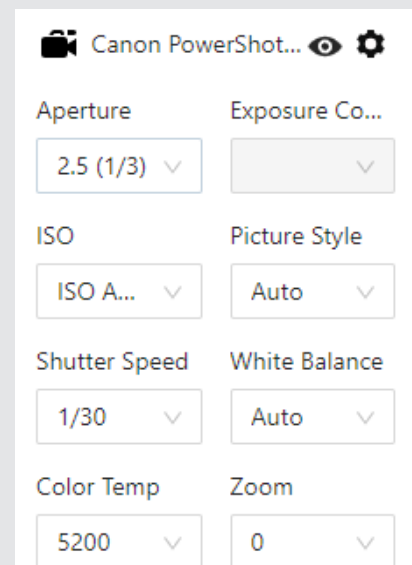 Canon PowerShot...
Aperture Exposure Co...
2.5 (1/3)
ISO Picture Style
ISO A... Auto
Shutter Speed White Balance
1/30 Auto
Color Temp Zoom
5200 0